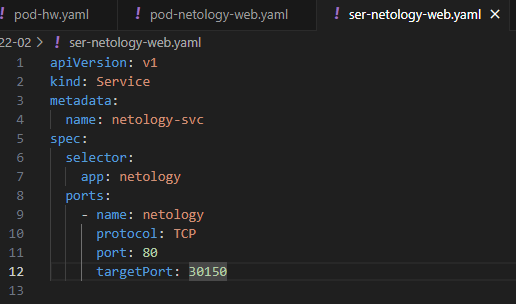 pod-hw.yaml pod-netology-web.yaml ser-netology-web.yaml
22-02 > ser-netology-web.yaml
1 apiVersion: v1
2 kind: Service
3 metadata:
4   name: netology-svc
5 spec:
6   selector:
7     app: netology
8   ports:
9     - name: netology
10       protocol: TCP
11       port: 80
12       targetPort: 30150
13